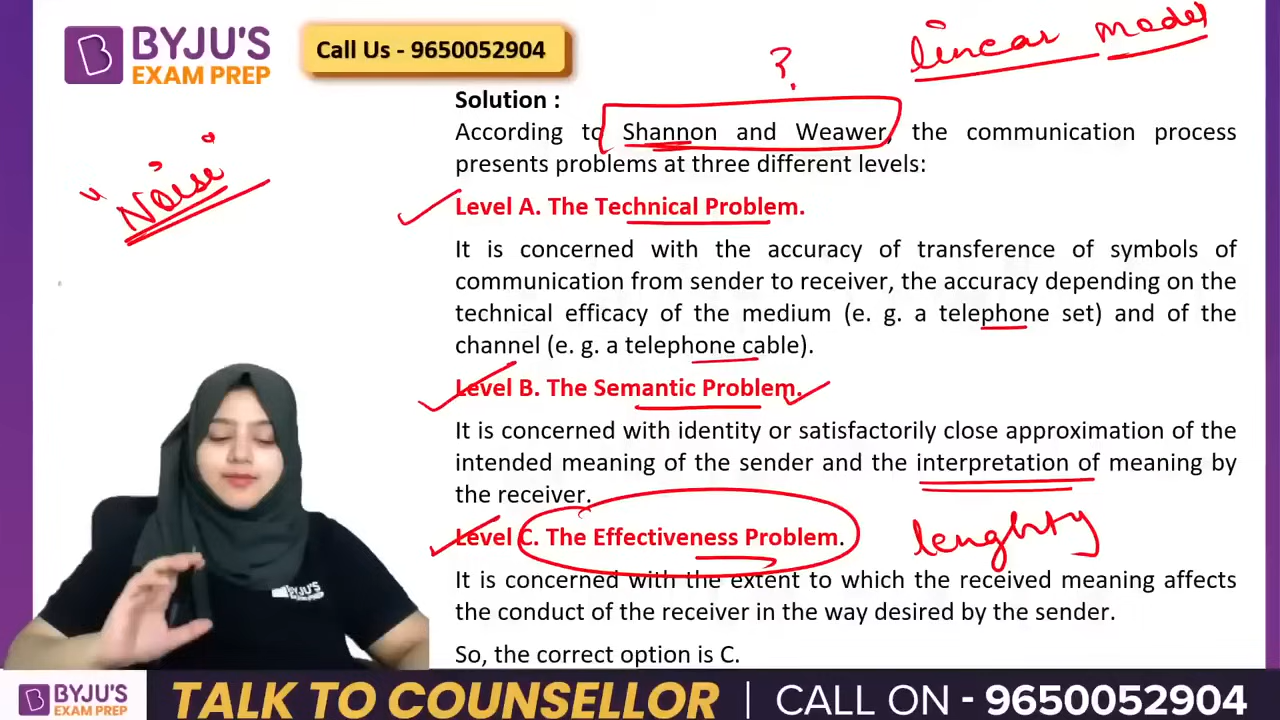 BYJU'S
EXAM PREP
Call Us - 9650052904
linear model
?
"Noise"
Solution :
According to Shannon and Weawer, the communication process
presents problems at three different levels:
Level A. The Technical Problem.
It is concerned with the accuracy of transference of symbols of
communication from sender to receiver, the accuracy depending on the
technical efficacy of the medium (e. g. a telephone set) and of the
channel (e. g. a telephone cable).
Level B. The Semantic Problem.
It is concerned with identity or satisfactorily close approximation of the
intended meaning of the sender and the interpretation of meaning by
the receiver.
Level C. The Effectiveness Problem.
lenghty
It is concerned with the extent to which the received meaning affects
the conduct of the receiver in the way desired by the sender.
So, the correct option is C.
BYJU'S
BYJU'S
EXAM PREP
TALK TO COUNSELLOR
CALL ON - 9650052904